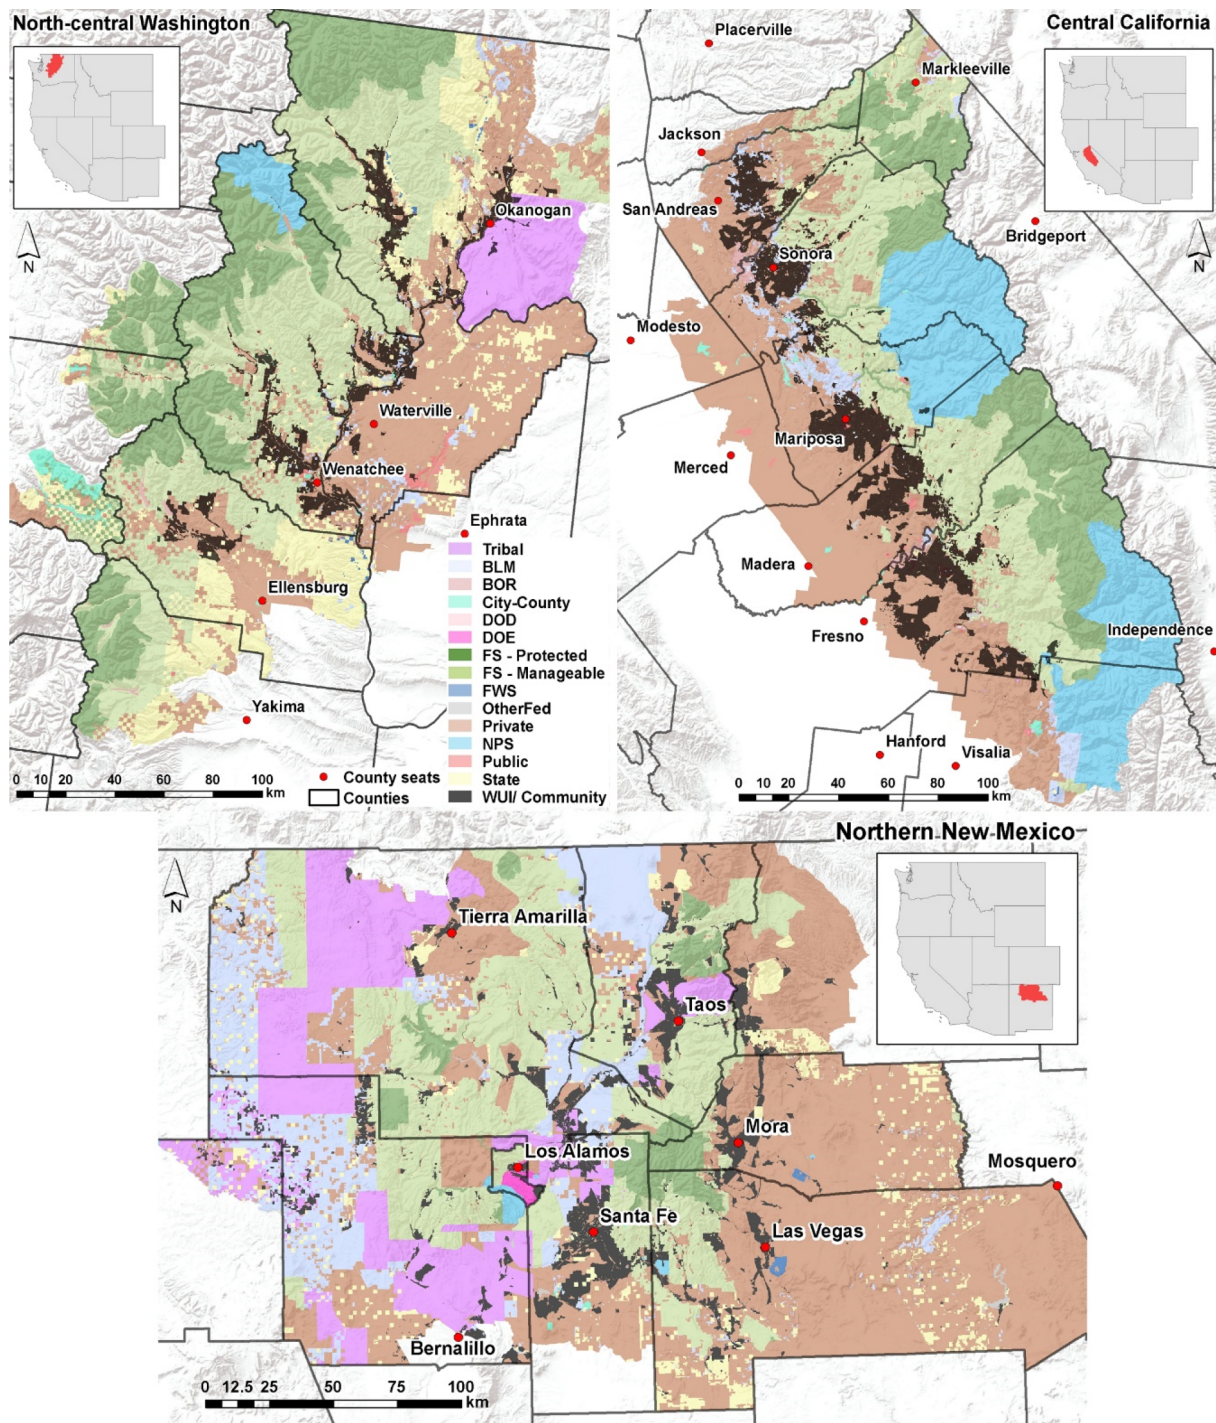 North-central Washington
N
Okanogan
Waterville
Wenatchee
Ephrata
Ellensburg
Yakima
Tribal
BLM
BOR
City-County
DOD
DOE
FS - Protected
FS - Manageable
FWS
OtherFed
Private
NPS
Public
State
WUI/ Community
County seats
Counties
0 10 20 40 60 80 100
km
Central California
Placerville
Markleeville
Jackson
San Andreas
Bridgeport
N
Sonora
Modesto
Mariposa
Merced
Madera
Fresno
Independence
Hanford
Visalia
0 10 20 40 60 80 100
km
Northern New Mexico
N
Tierra Amarilla
Taos
Mora
Los Alamos
Mosquero
Santa Fe
Las Vegas
Bernalillo
0 12.5 25 50 75 100
km